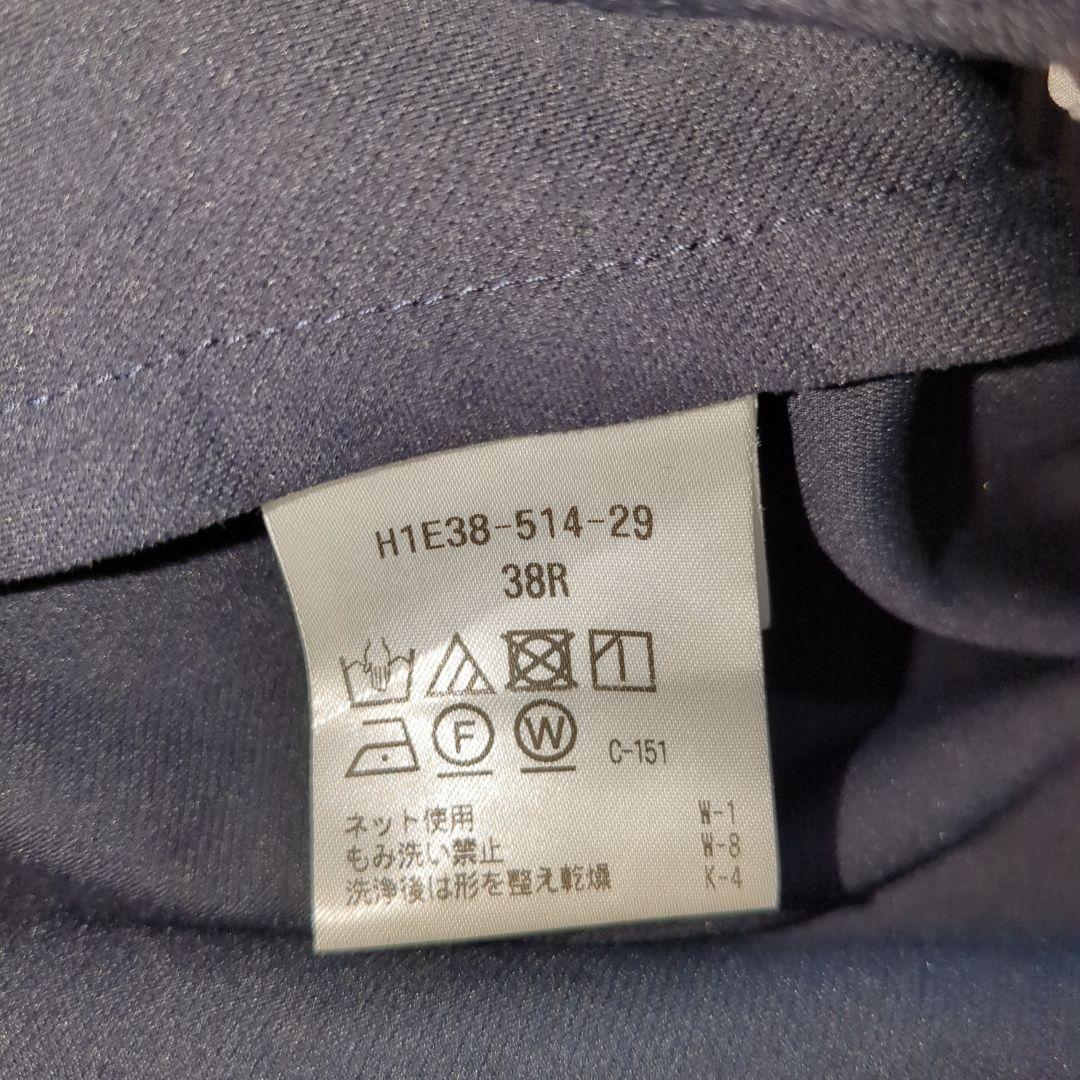 H1E38-514-29
38R
F W C-151
ネット使用 W-1
もみ洗い禁止 W-8
洗浄後は形を整え乾燥 K-4